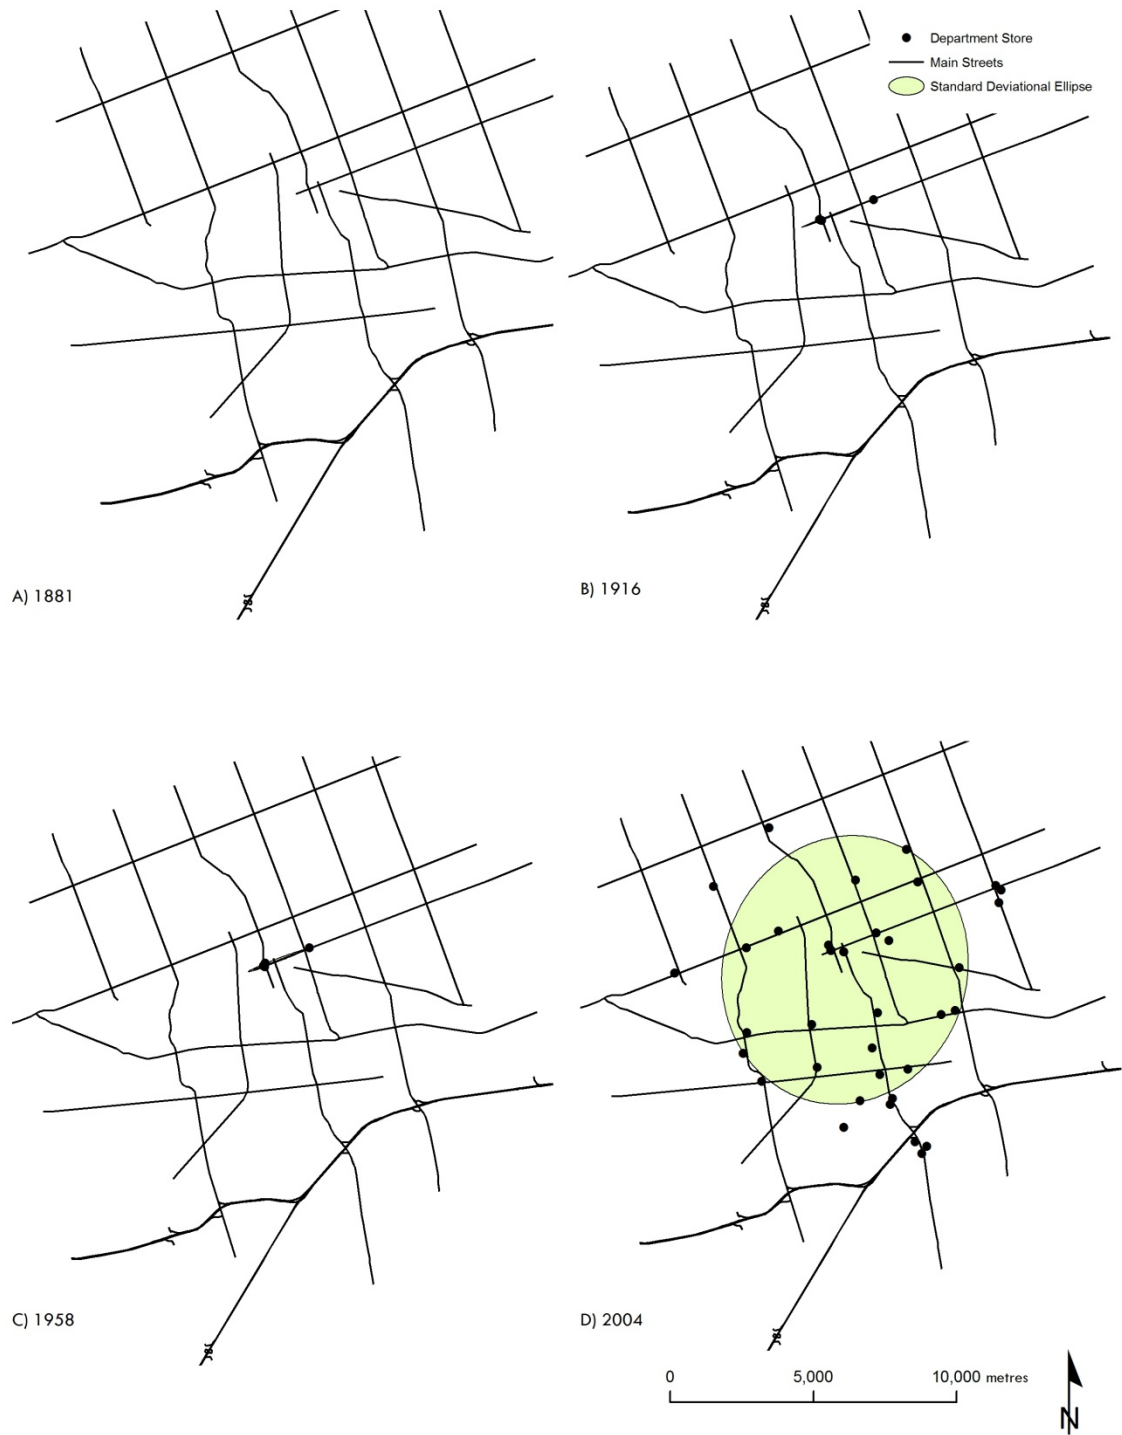 Department Store
Main Streets
Standard Deviational Ellipse
A) 1881
B) 1916
C) 1958
D) 2004
0 5,000 10,000 metres
N